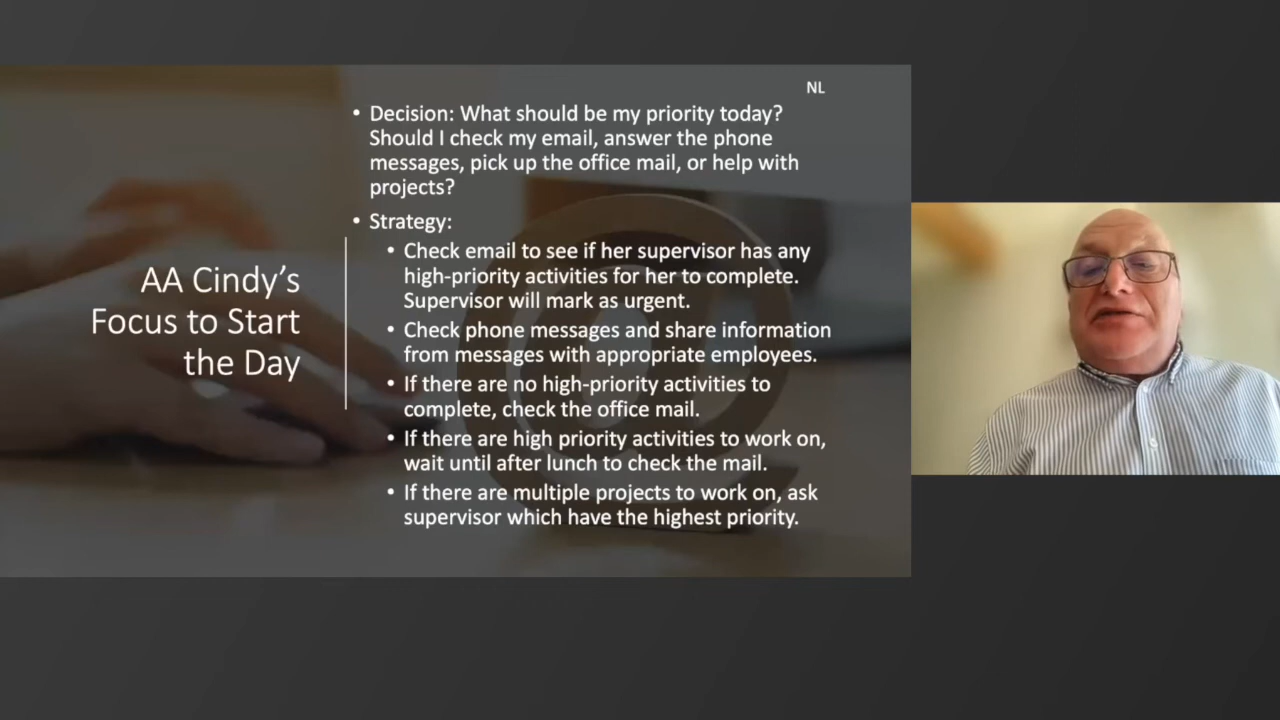 NL
• Decision: What should be my priority today?
Should I check my email, answer the phone
messages, pick up the office mail, or help with
projects?
• Strategy:
• Check email to see if her supervisor has any
high-priority activities for her to complete.
Supervisor will mark as urgent.
• Check phone messages and share information
from messages with appropriate employees.
• If there are no high-priority activities to
complete, check the office mail.
• If there are high priority activities to work on,
wait until after lunch to check the mail.
• If there are multiple projects to work on, ask
supervisor which have the highest priority.
AA Cindy’s
Focus to Start
the Day